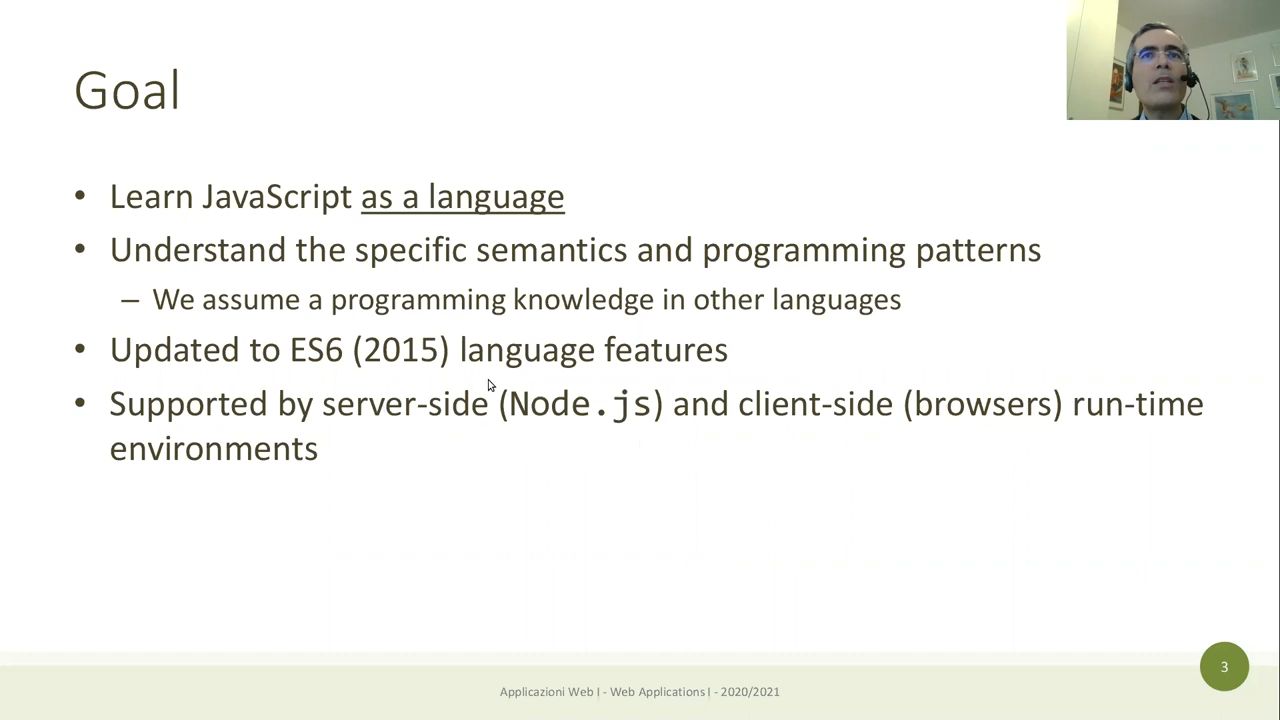 Goal
• Learn JavaScript as a language
• Understand the specific semantics and programming patterns
– We assume a programming knowledge in other languages
• Updated to ES6 (2015) language features
• Supported by server-side (Node.js) and client-side (browsers) run-time
environments
3
Applicazioni Web I - Web Applications I - 2020/2021